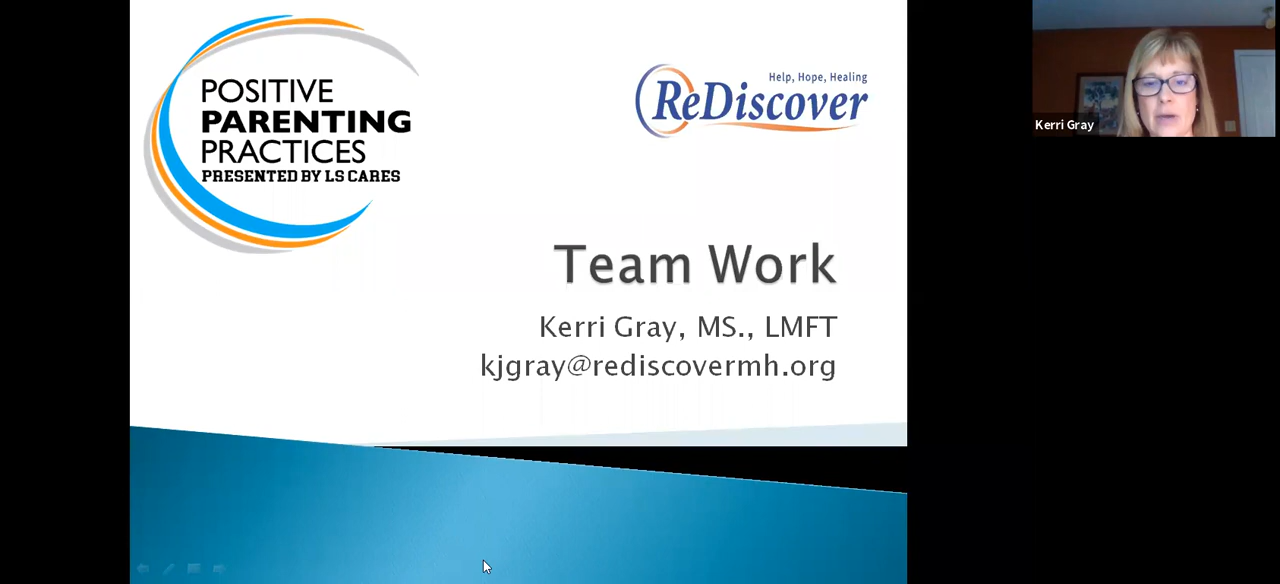 POSITIVE
PARENTING
PRACTICES
PRESENTED BY LS CARES
Help, Hope, Healing
ReDiscover
Team Work
Kerri Gray, MS., LMFT
kjgray@rediscovermh.org
Kerri Gray